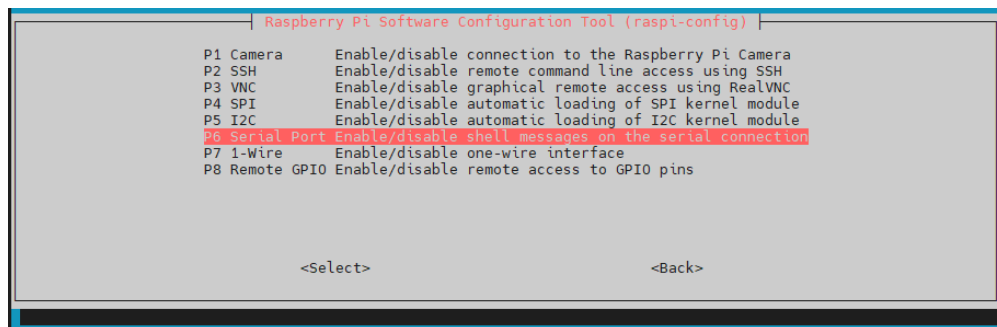 Raspberry Pi Software Configuration Tool (raspi-config)
P1 Camera Enable/disable connection to the Raspberry Pi Camera
P2 SSH Enable/disable remote command line access using SSH
P3 VNC Enable/disable graphical remote access using RealVNC
P4 SPI Enable/disable automatic loading of SPI kernel module
P5 I2C Enable/disable automatic loading of I2C kernel module
P6 Serial Port Enable/disable shell messages on the serial connection
P7 1-Wire Enable/disable one-wire interface
P8 Remote GPIO Enable/disable remote access to GPIO pins
<Select> <Back>